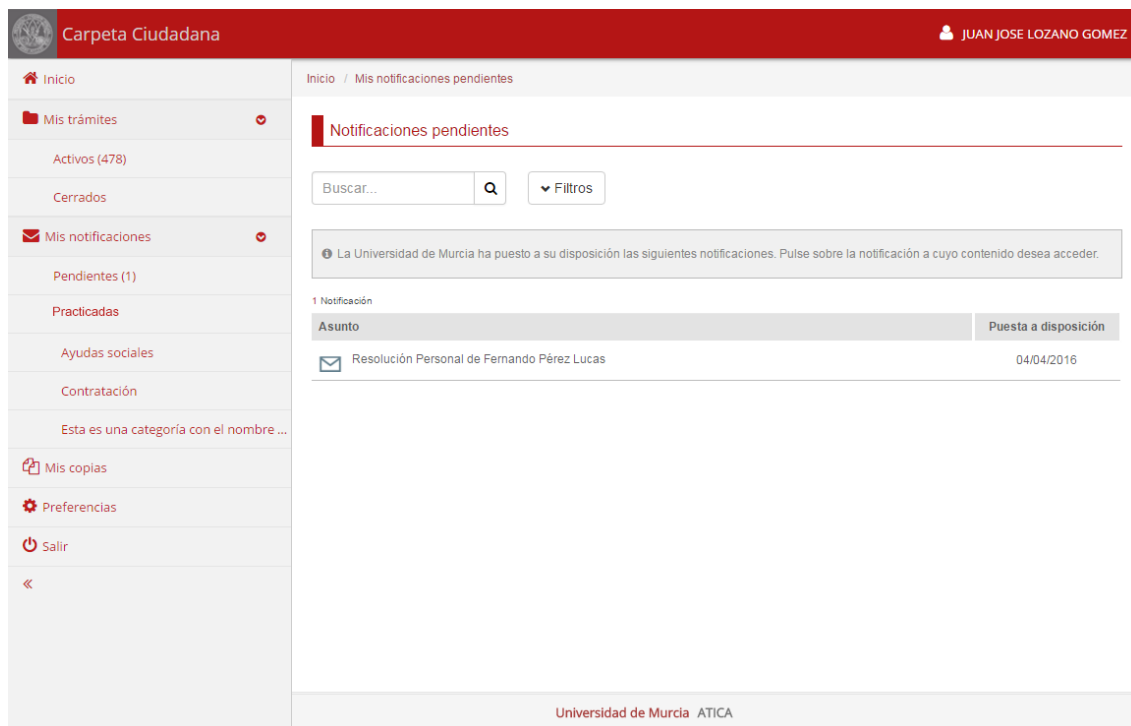 Carpeta Ciudadana
JUAN JOSE LOZANO GOMEZ
Inicio
Mis trámites
Activos (478)
Cerrados
Mis notificaciones
Pendientes (1)
Practicadas
Ayudas sociales
Contratación
Esta es una categoría con el nombre ...
Mis copias
Preferencias
Salir
«
Inicio / Mis notificaciones pendientes
Notificaciones pendientes
Buscar...
Filtros
La Universidad de Murcia ha puesto a su disposición las siguientes notificaciones. Pulse sobre la notificación a cuyo contenido desea acceder.
1 Notificación
Asunto Puesta a disposición
Resolución Personal de Fernando Pérez Lucas 04/04/2016
Universidad de Murcia ATICA